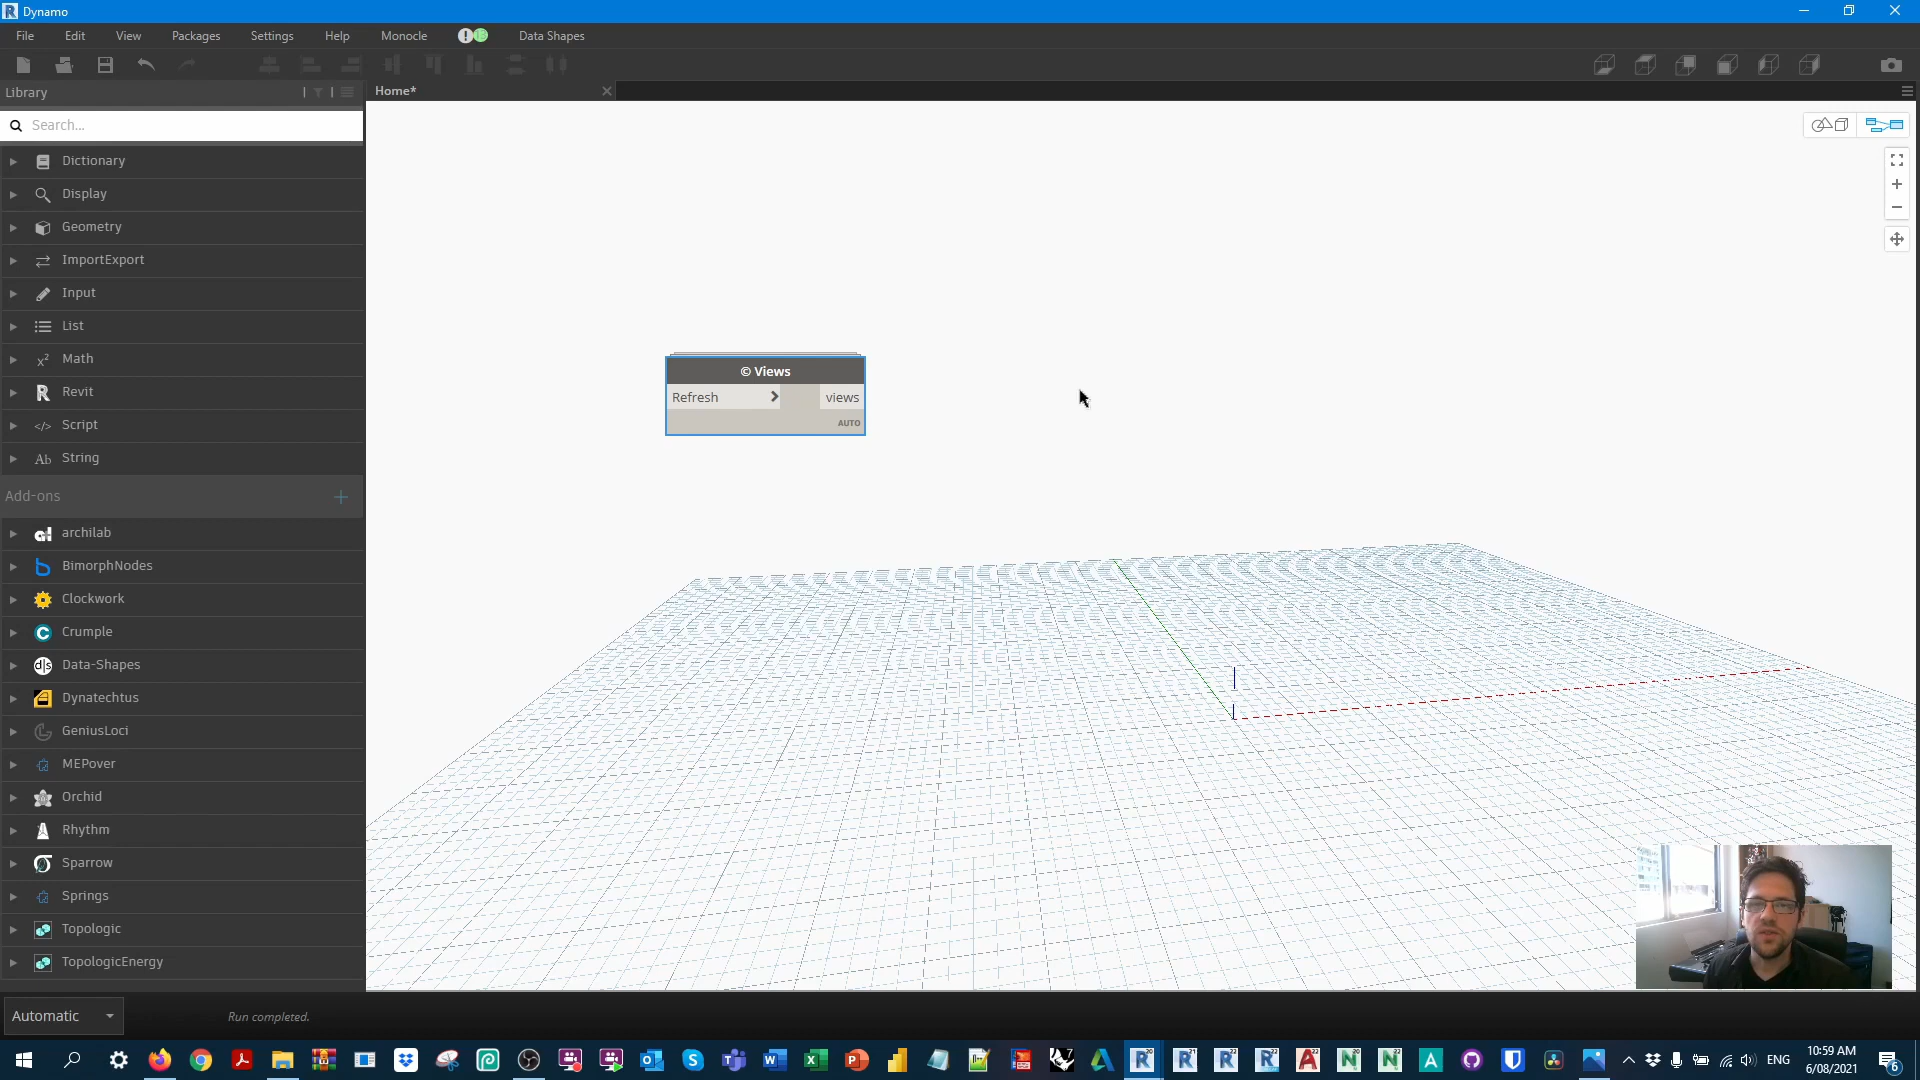 Dynamo
File Edit View Packages Settings Help Monocle Data Shapes
Library
Home*
Search...
Dictionary
Display
Geometry
ImportExport
Input
List
Math
Revit
Script
String
Add-ons
archilab
BimorphNodes
Clockwork
Crumple
Data-Shapes
Dynatechtus
GeniusLoci
MEPover
Orchid
Rhythm
Sparrow
Springs
Topologic
TopologicEnergy
© Views
Refresh > views
AUTO
Automatic
Run completed.
ENG
10:59 AM
6/08/2021